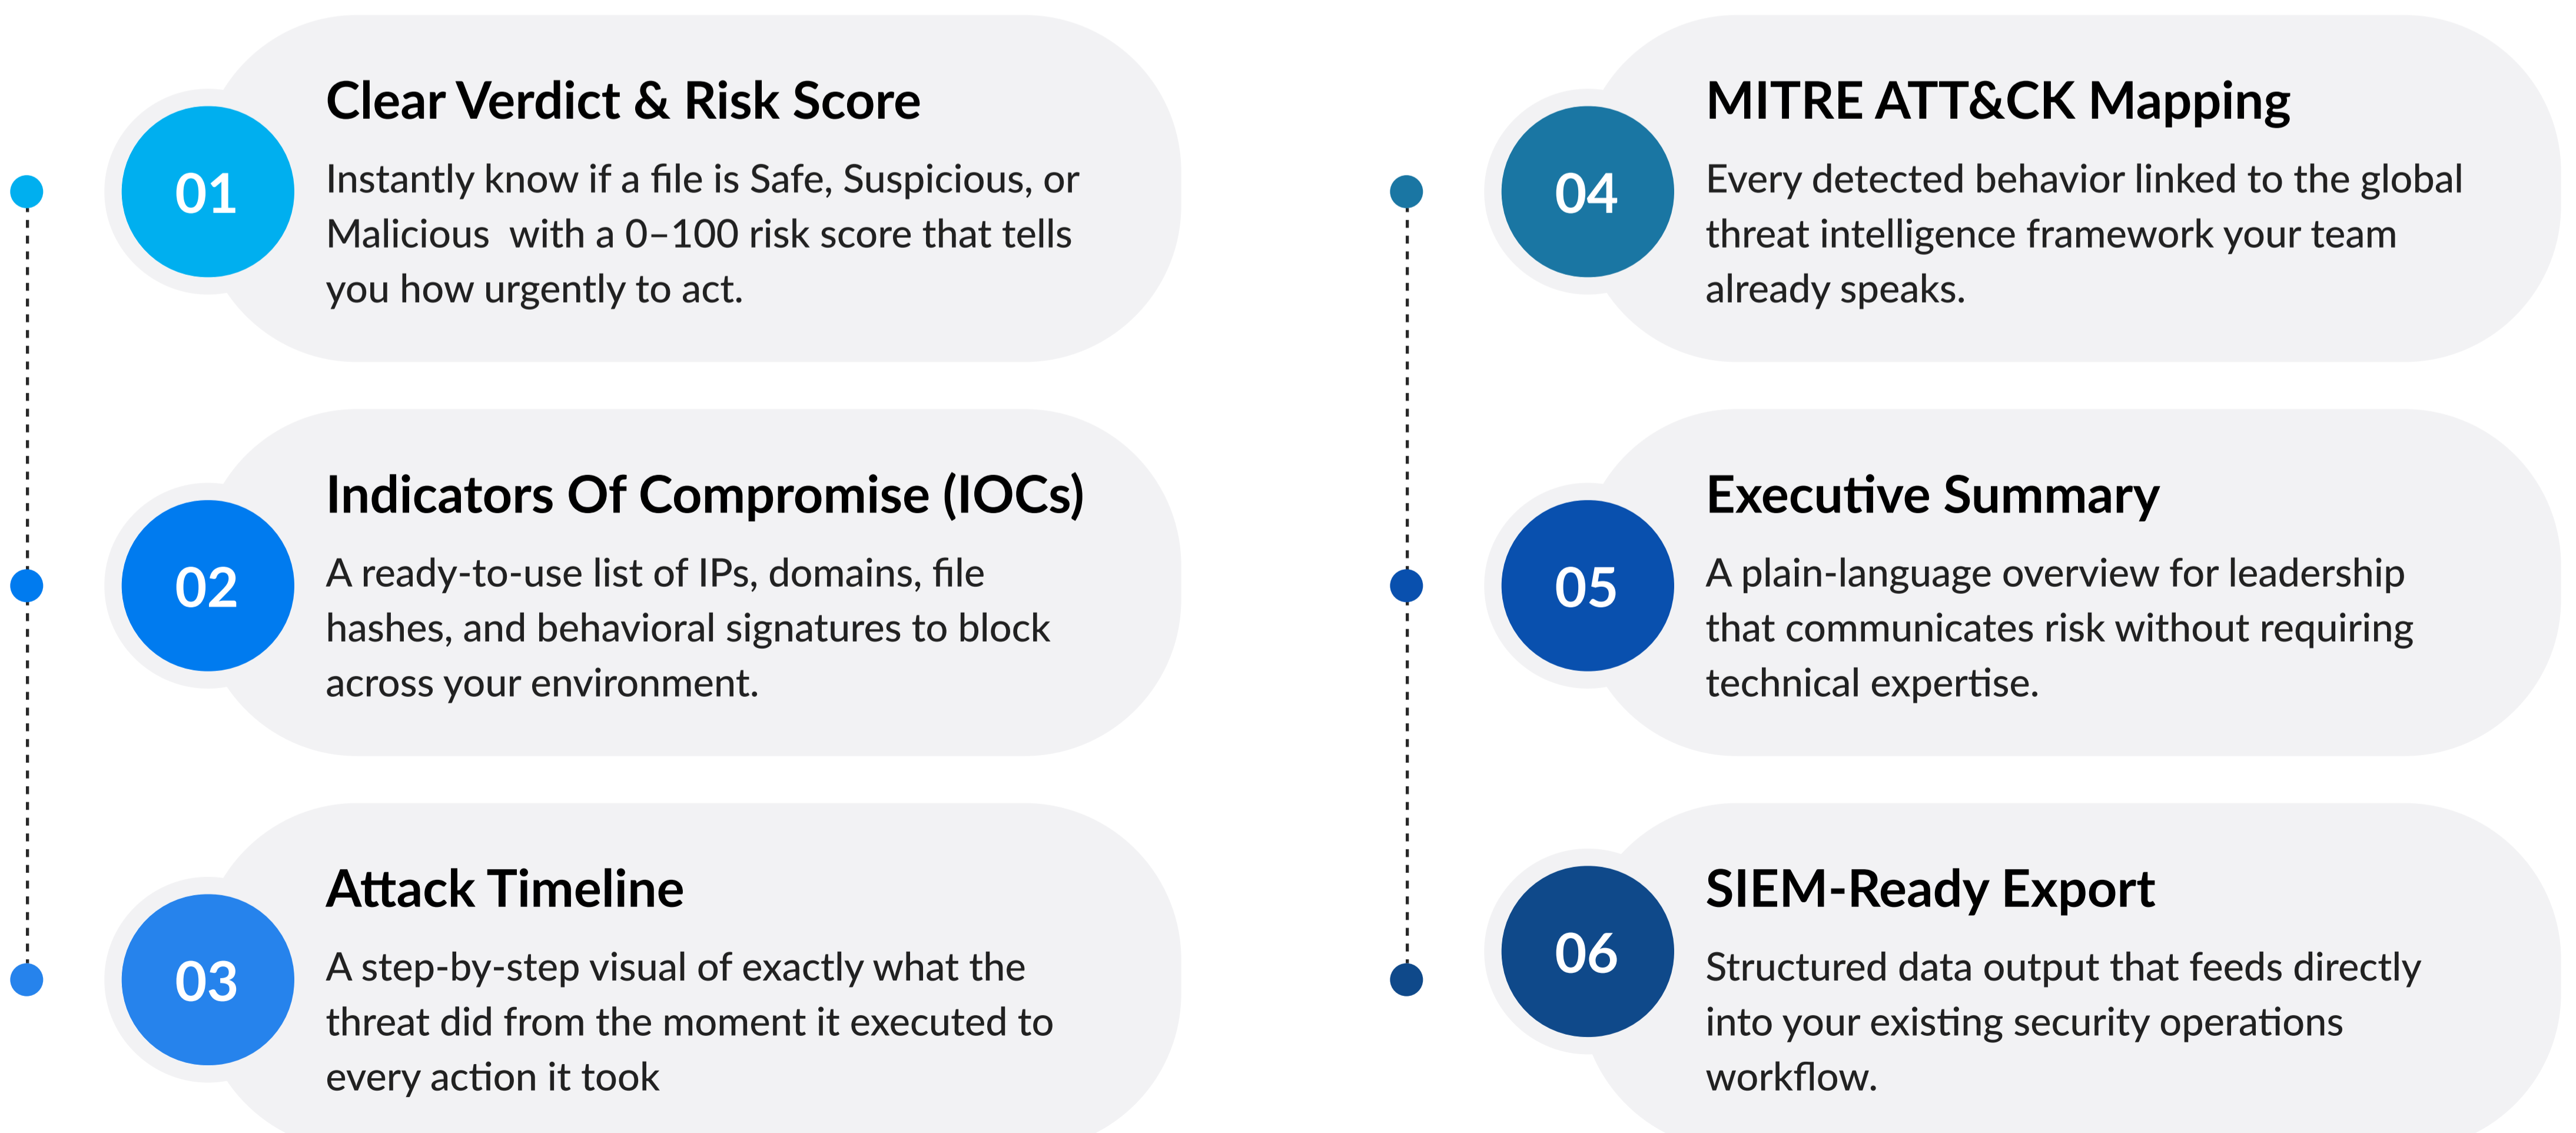 01
Clear Verdict & Risk Score
Instantly know if a file is Safe, Suspicious, or
Malicious  with a 0–100 risk score that tells
you how urgently to act.
02
Indicators Of Compromise (IOCs)
A ready-to-use list of IPs, domains, file
hashes, and behavioral signatures to block
across your environment.
03
Attack Timeline
A step-by-step visual of exactly what the
threat did from the moment it executed to
every action it took
04
MITRE ATT&CK Mapping
Every detected behavior linked to the global
threat intelligence framework your team
already speaks.
05
Executive Summary
A plain-language overview for leadership
that communicates risk without requiring
technical expertise.
06
SIEM-Ready Export
Structured data output that feeds directly
into your existing security operations
workflow.